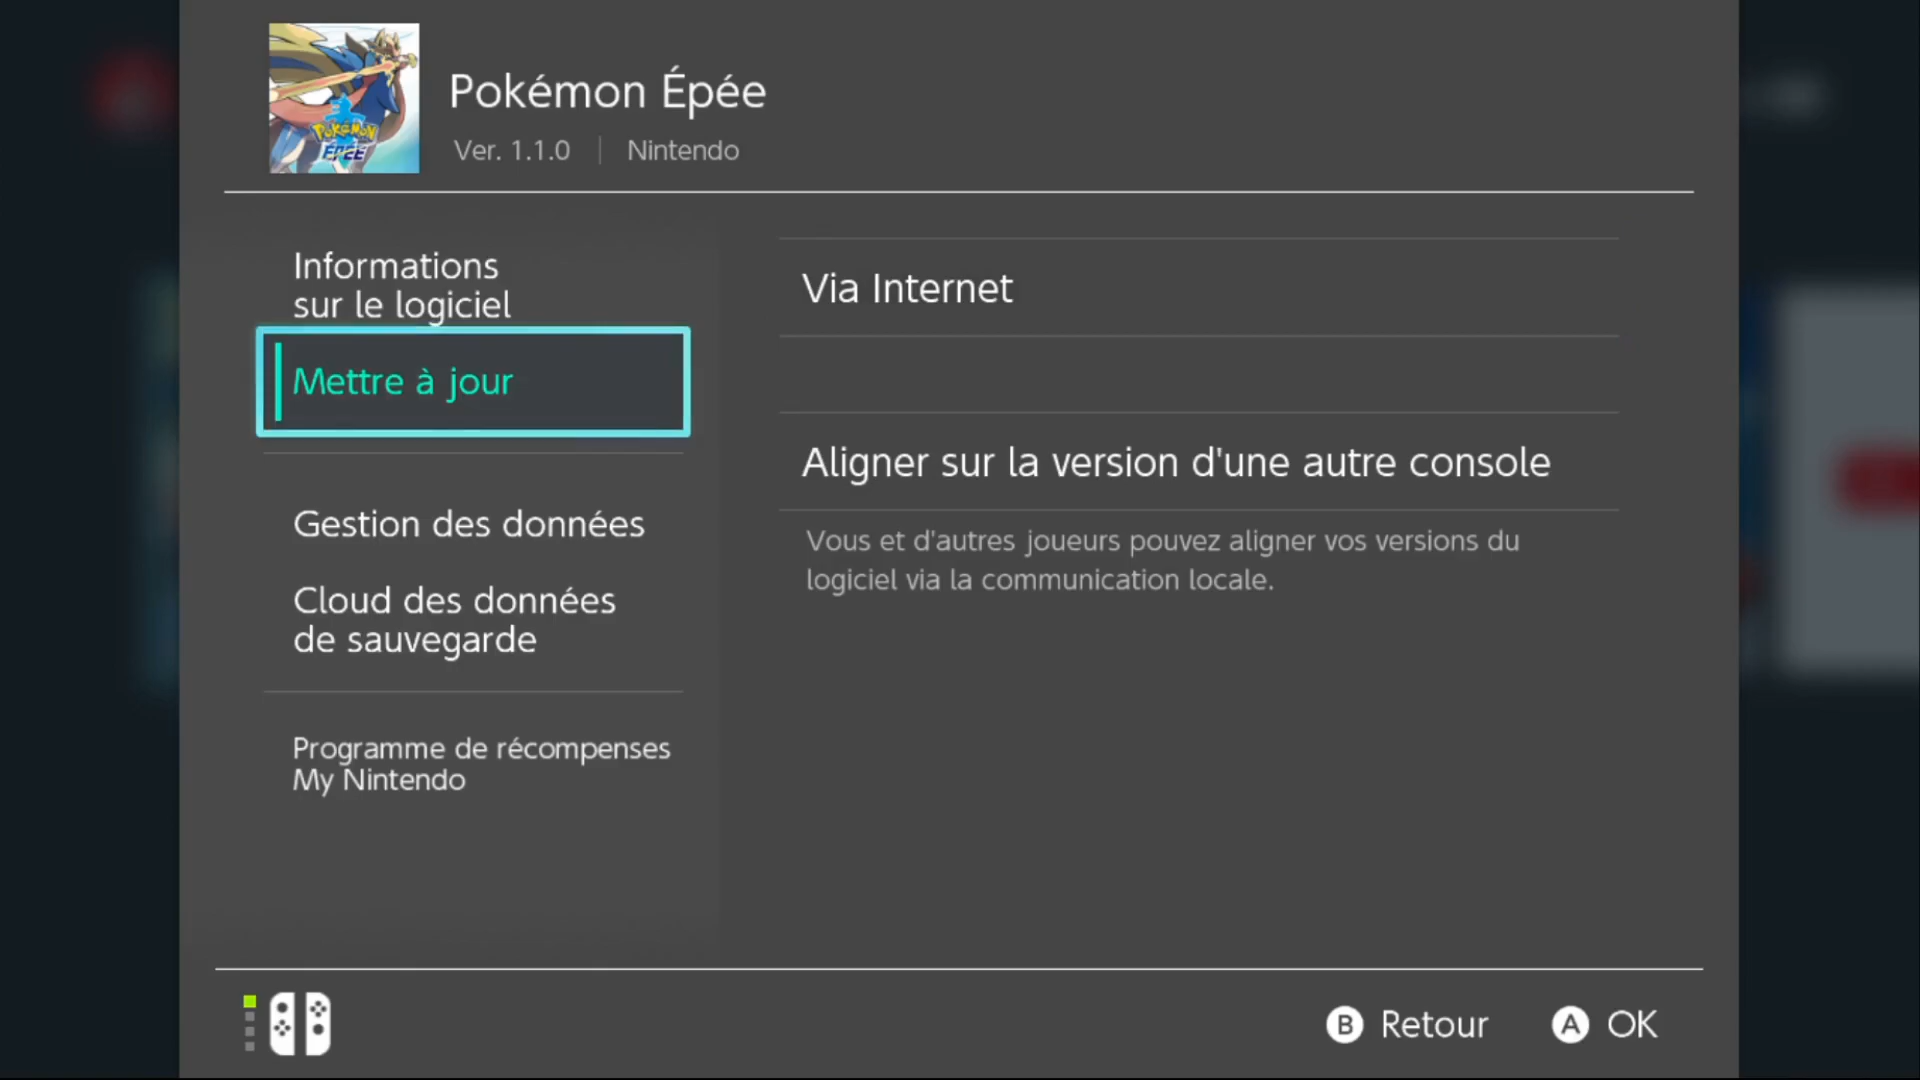 POKÉMON
ÉPÉE
Pokémon Épée
Ver. 1.1.0 | Nintendo
Informations
sur le logiciel
Mettre à jour
Gestion des données
Cloud des données
de sauvegarde
Programme de récompenses
My Nintendo
Via Internet
Aligner sur la version d'une autre console
Vous et d'autres joueurs pouvez aligner vos versions du
logiciel via la communication locale.
B Retour A OK